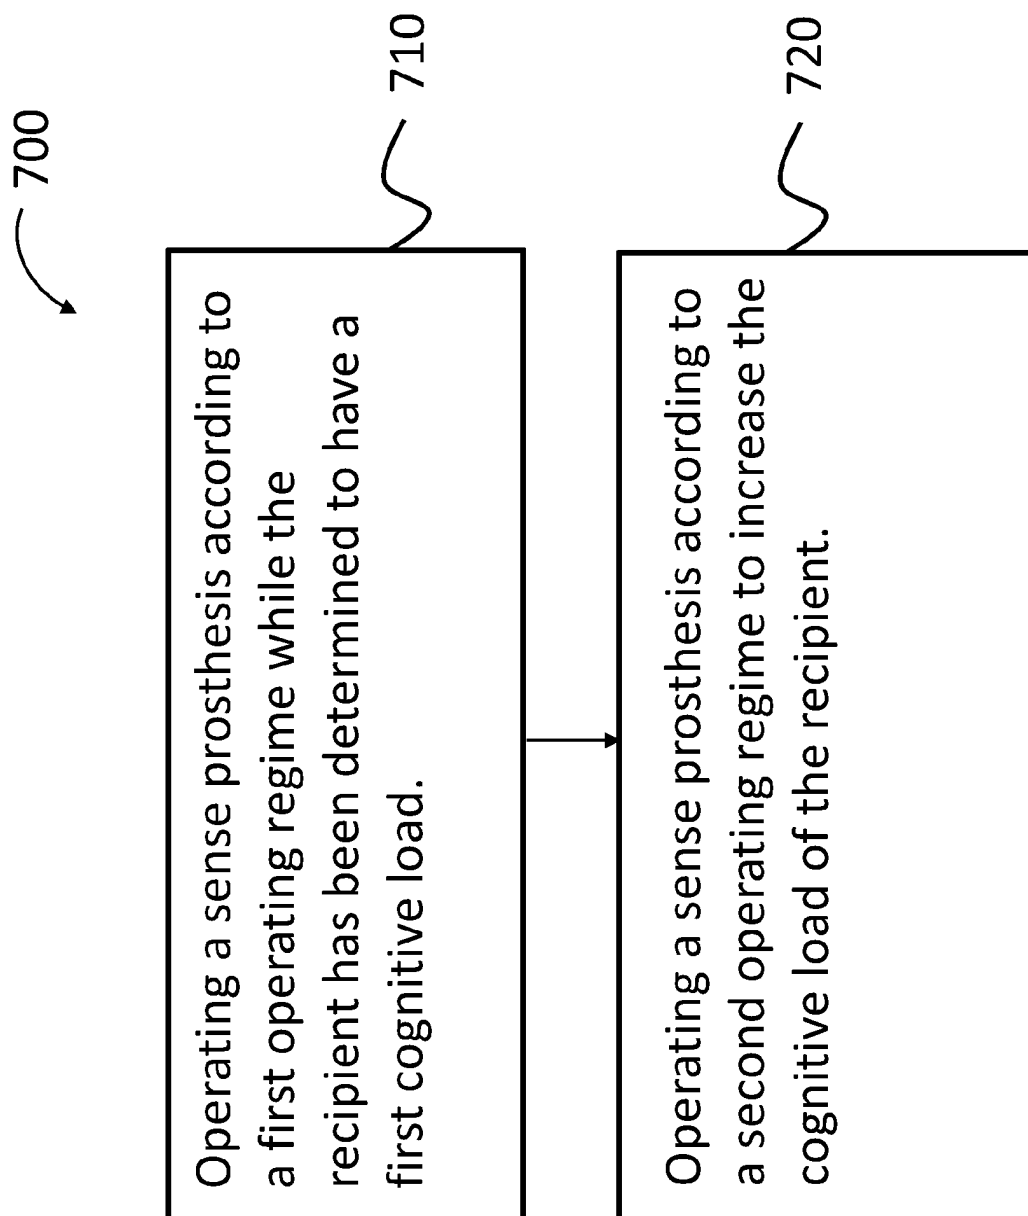 700
Operating a sense prosthesis according to
a first operating regime while the
recipient has been determined to have a
first cognitive load.
710
Operating a sense prosthesis according to
a second operating regime to increase the
cognitive load of the recipient.
720